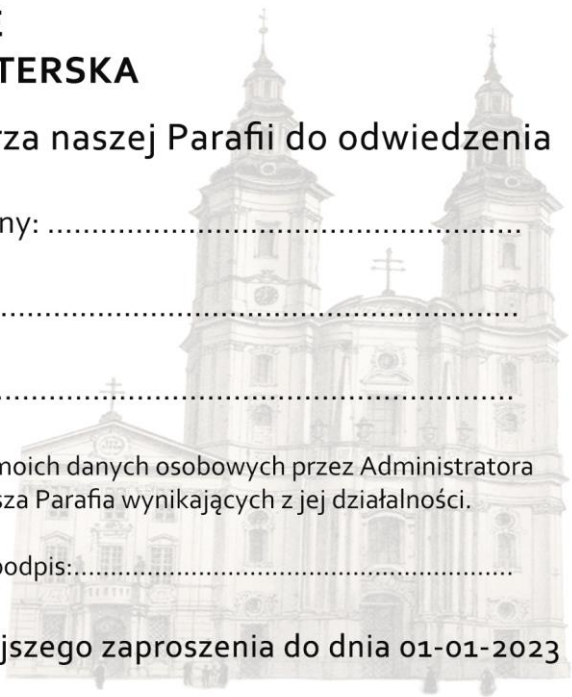 TERSKA
rza naszej Parafii do odwiedzenia
ny: ..........................................................
..........................................................
..........................................................
moich danych osobowych przez Administratora
sza Parafia wynikających z jej działalności.
podpis:..........................................................
jszego zaproszenia do dnia 01-01-2023